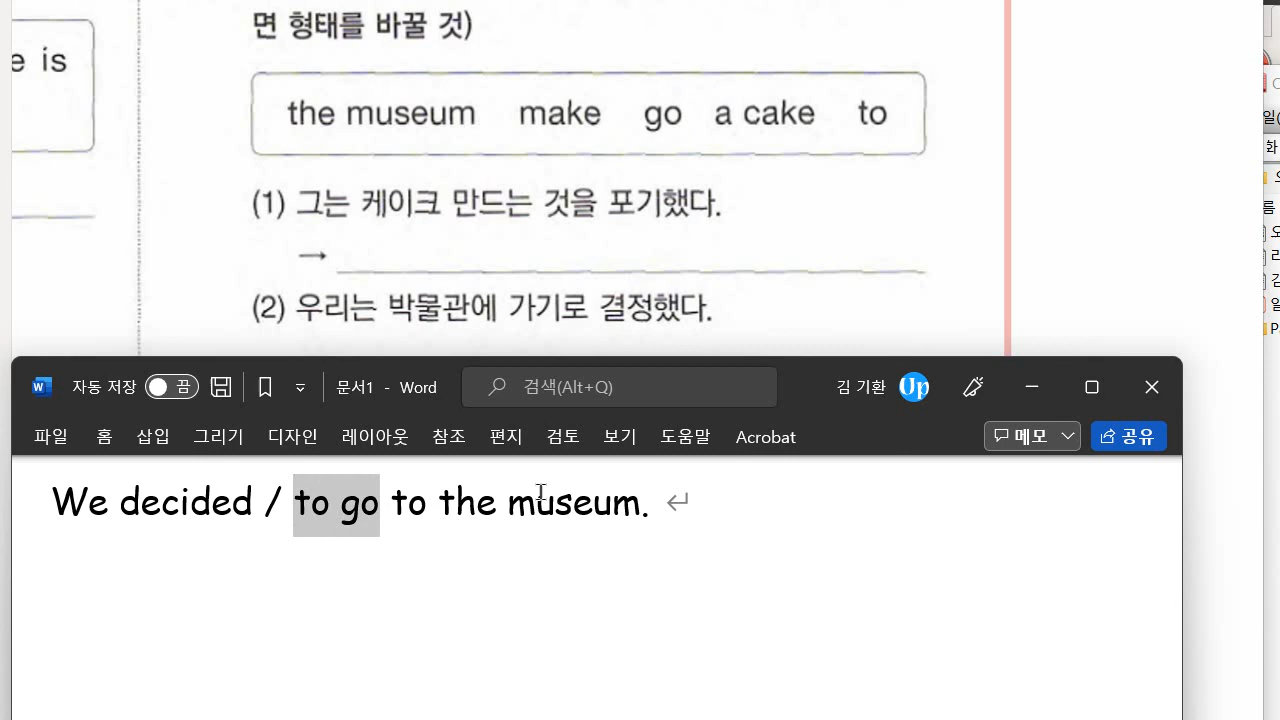 면 형태를 바꿀 것)
e is
the museum make go a cake to
(1) 그는 케이크 만드는 것을 포기했다.
→
(2) 우리는 박물관에 가기로 결정했다.
자동 저장 끔 문서1 - Word 검색(Alt+Q) 김 기환 Up
파일 홈 삽입 그리기 디자인 레이아웃 참조 편지 검토 보기 도움말 Acrobat 메모 공유
We decided / to go to the museum. ↵
일(
화
름